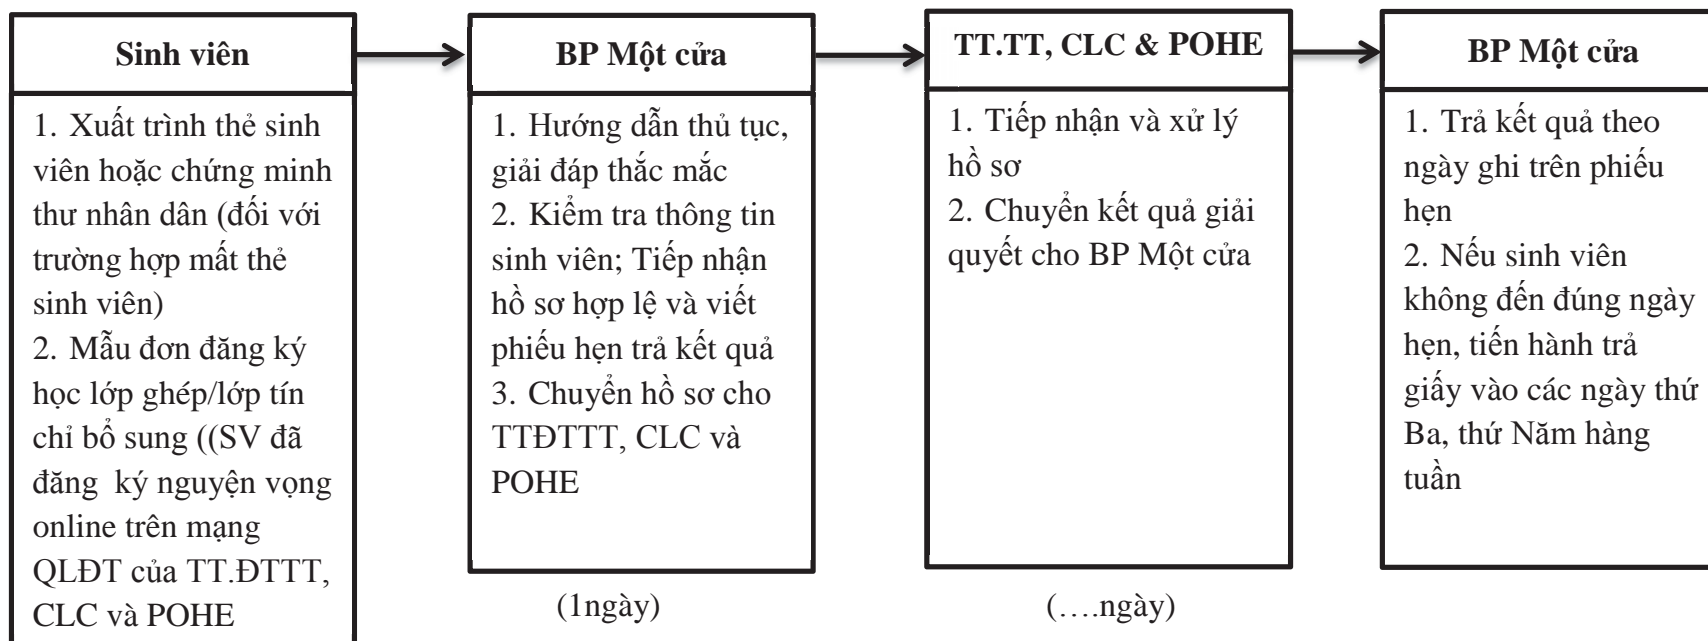 Sinh viên
1. Xuất trình thẻ sinh
viên hoặc chứng minh
thư nhân dân (đối với
trường hợp mất thẻ
sinh viên)
2. Mẫu đơn đăng ký
học lớp ghép/lớp tín
chỉ bổ sung ((SV đã
đăng ký nguyện vọng
online trên mạng
QLĐT của TT.ĐTTT,
CLC và POHE
BP Một cửa
1. Hướng dẫn thủ tục,
giải đáp thắc mắc
2. Kiểm tra thông tin
sinh viên; Tiếp nhận
hồ sơ hợp lệ và viết
phiếu hẹn trả kết quả
3. Chuyển hồ sơ cho
TTĐTTT, CLC và
POHE
(1ngày)
TT.TT, CLC & POHE
1. Tiếp nhận và xử lý
hồ sơ
2. Chuyển kết quả giải
quyết cho BP Một cửa
(….ngày)
BP Một cửa
1. Trả kết quả theo
ngày ghi trên phiếu
hẹn
2. Nếu sinh viên
không đến đúng ngày
hẹn, tiến hành trả
giấy vào các ngày thứ
Ba, thứ Năm hàng
tuần